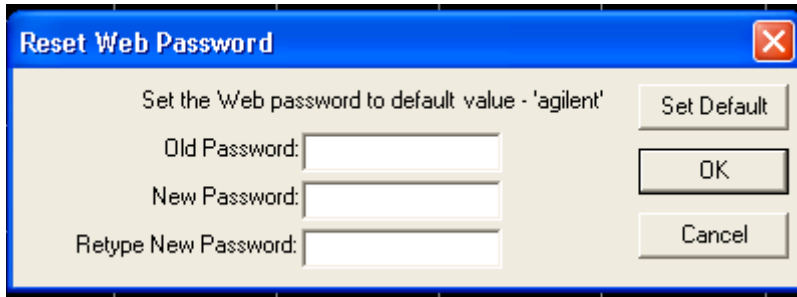 Reset Web Password
Set the Web password to default value - 'agilent'
Set Default
Old Password:
OK
New Password:
Retype New Password:
Cancel